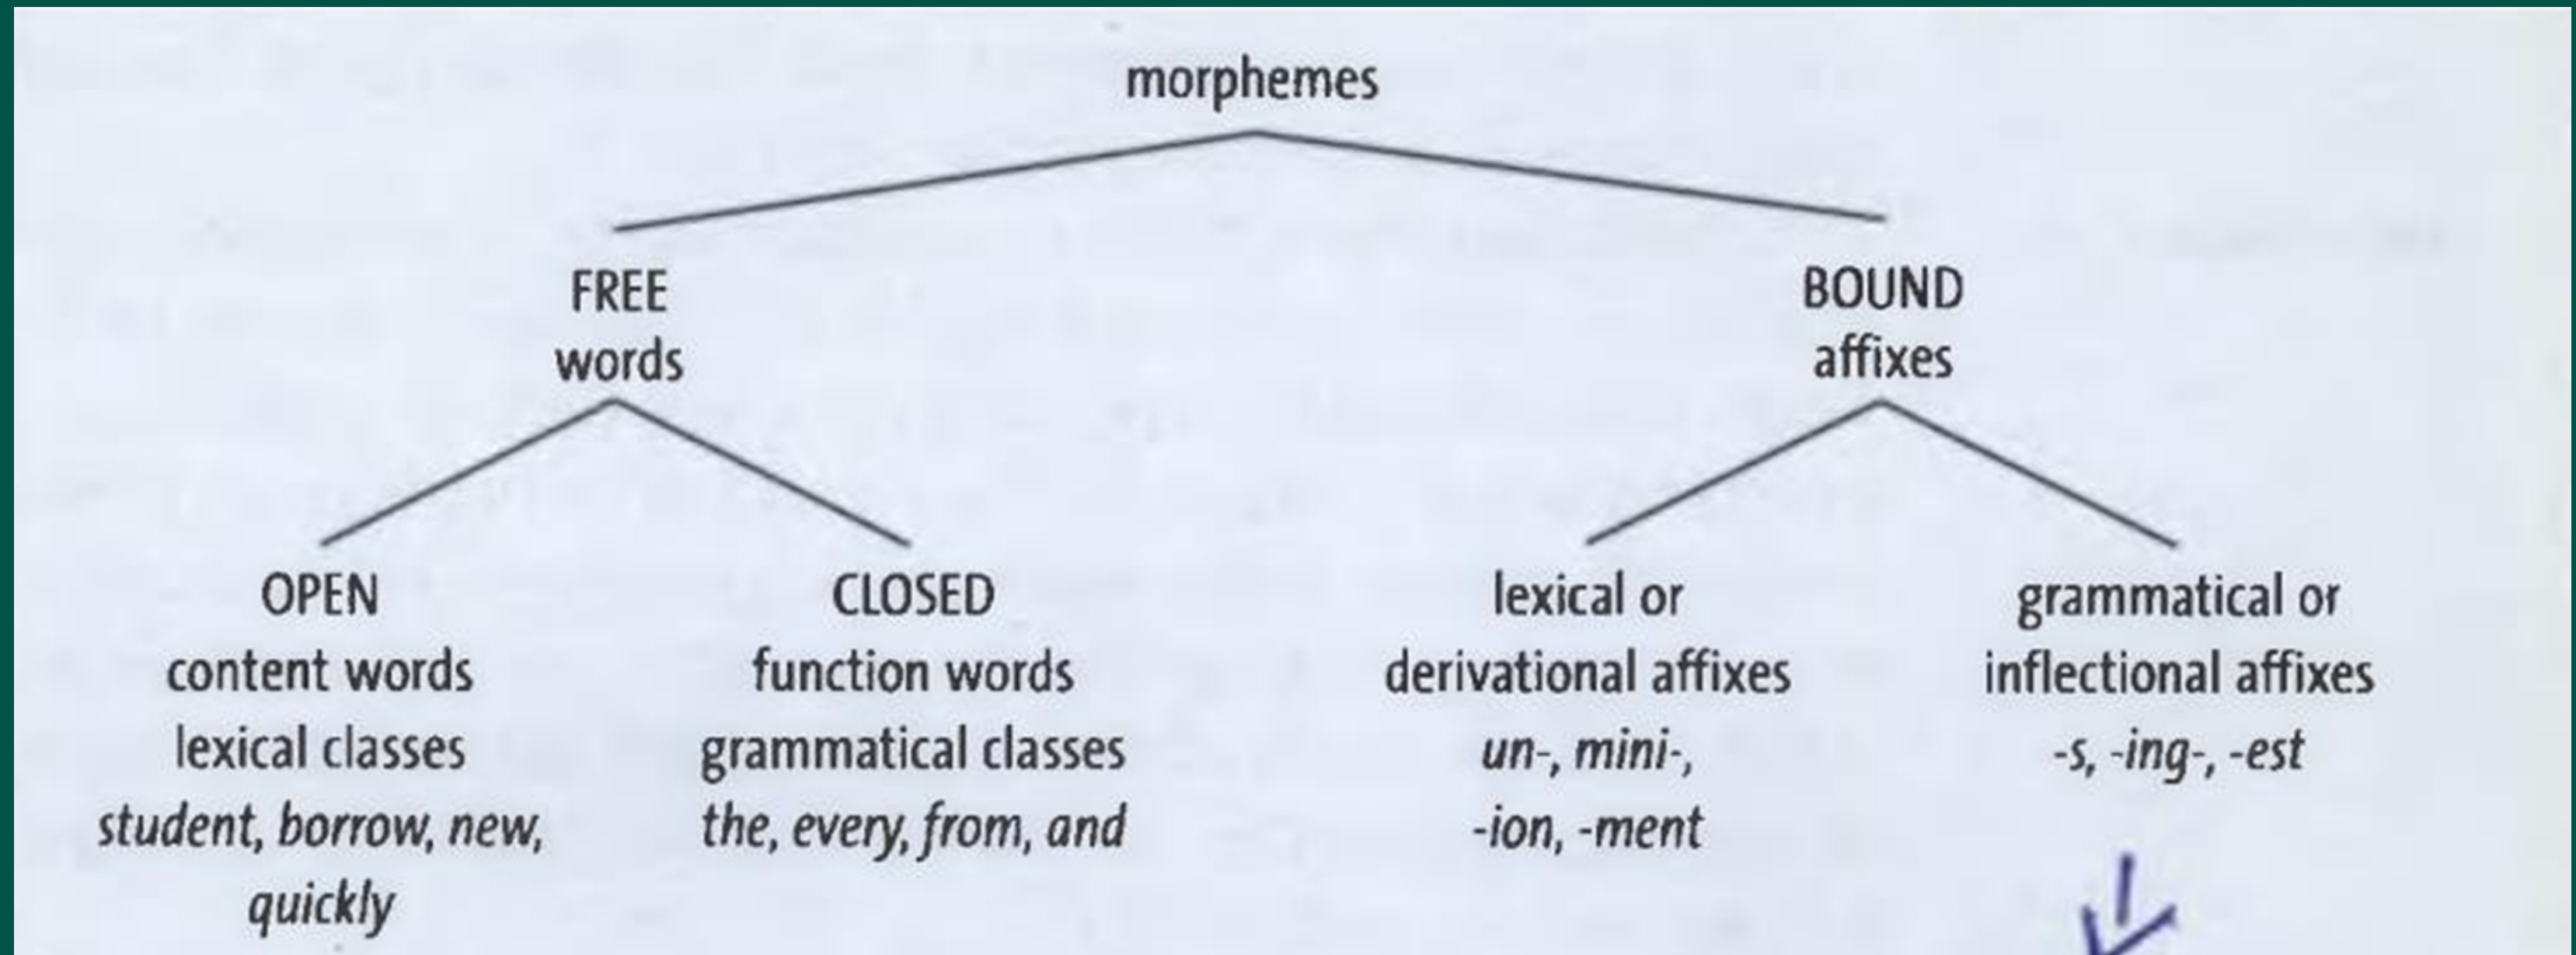 morphemes
FREE
words
BOUND
affixes
OPEN
content words
lexical classes
student, borrow, new,
quickly
CLOSED
function words
grammatical classes
the, every, from, and
lexical or
derivational affixes
un-, mini-,
-ion, -ment
grammatical or
inflectional affixes
-s, -ing-, -est